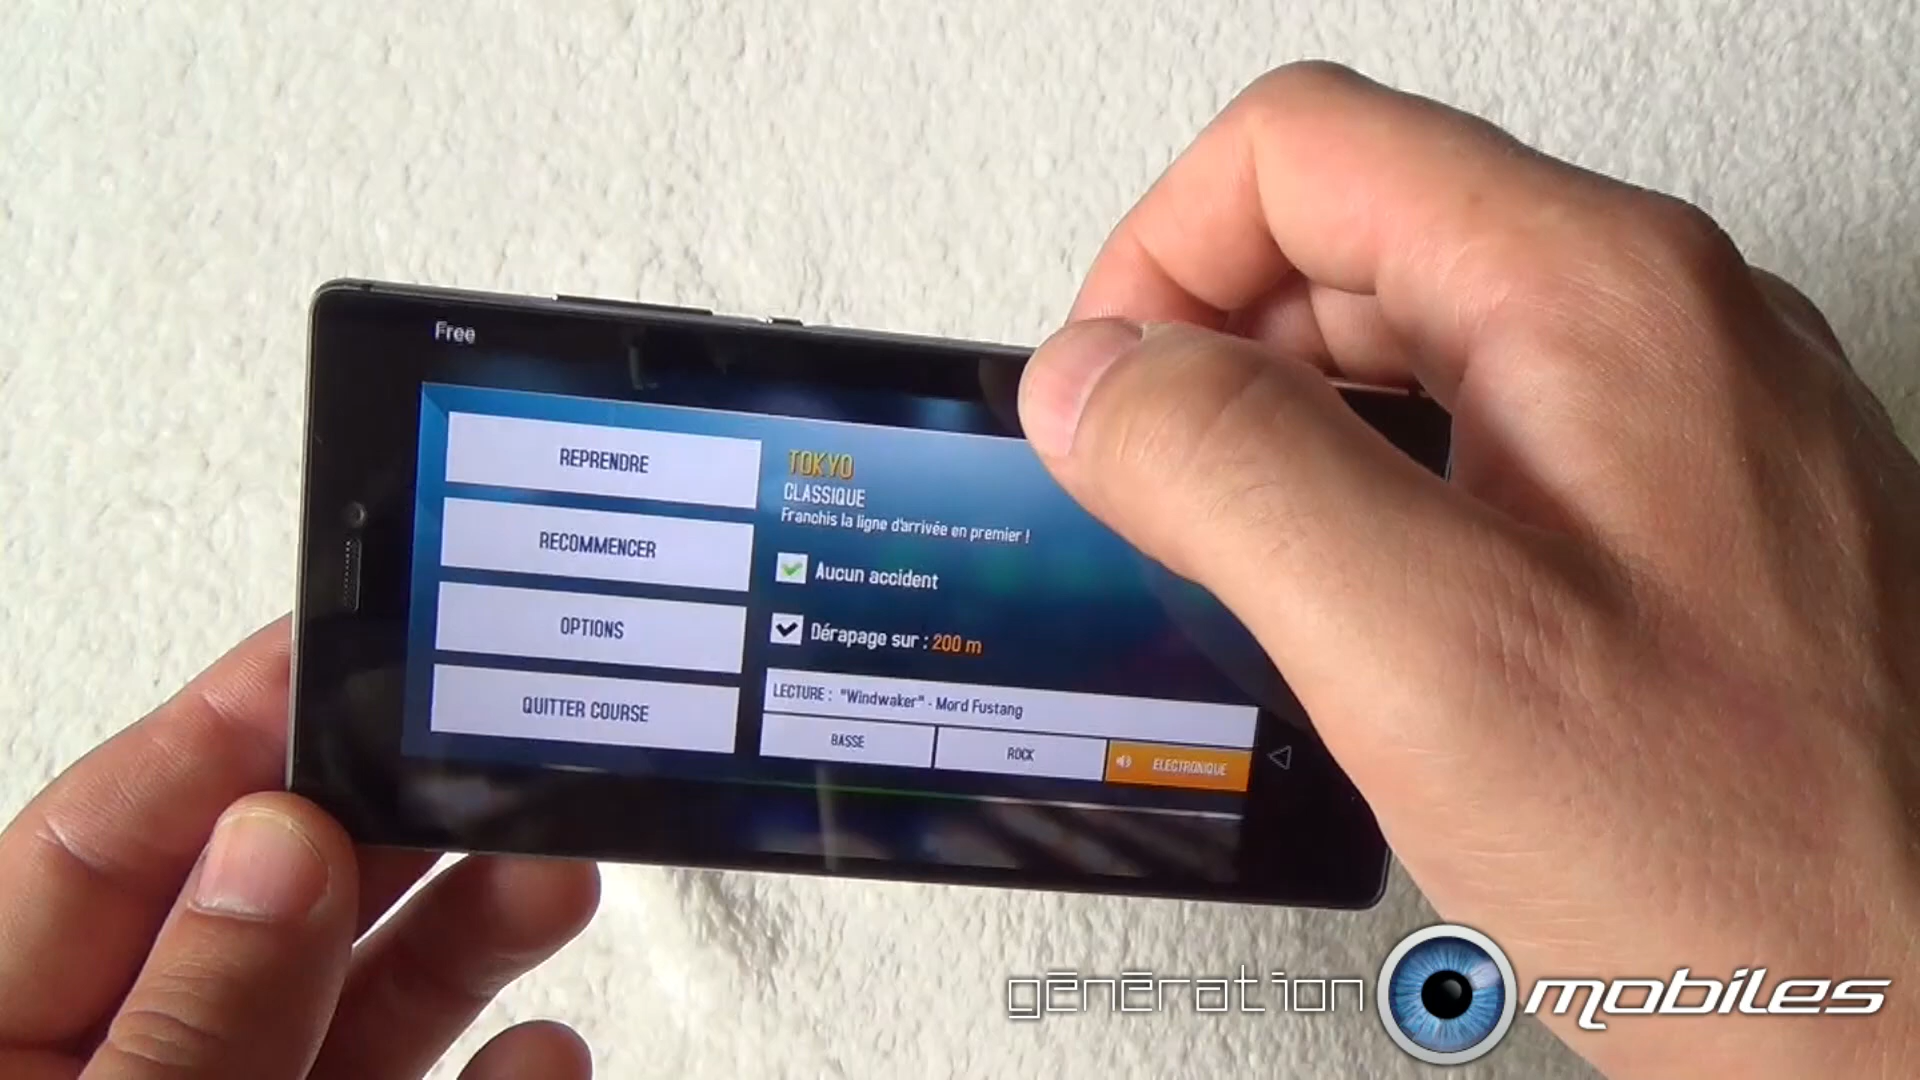 Free
REPRENDRE
RECOMMENCER
OPTIONS
QUITTER COURSE
TOKYO
CLASSIQUE
Franchis la ligne d'arrivée en premier !
Aucun accident
Dérapage sur : 200 m
LECTURE : "Windwaker" - Mord Fustang
BASSE
ROCK
ELECTRONIQUE
génération mobiles